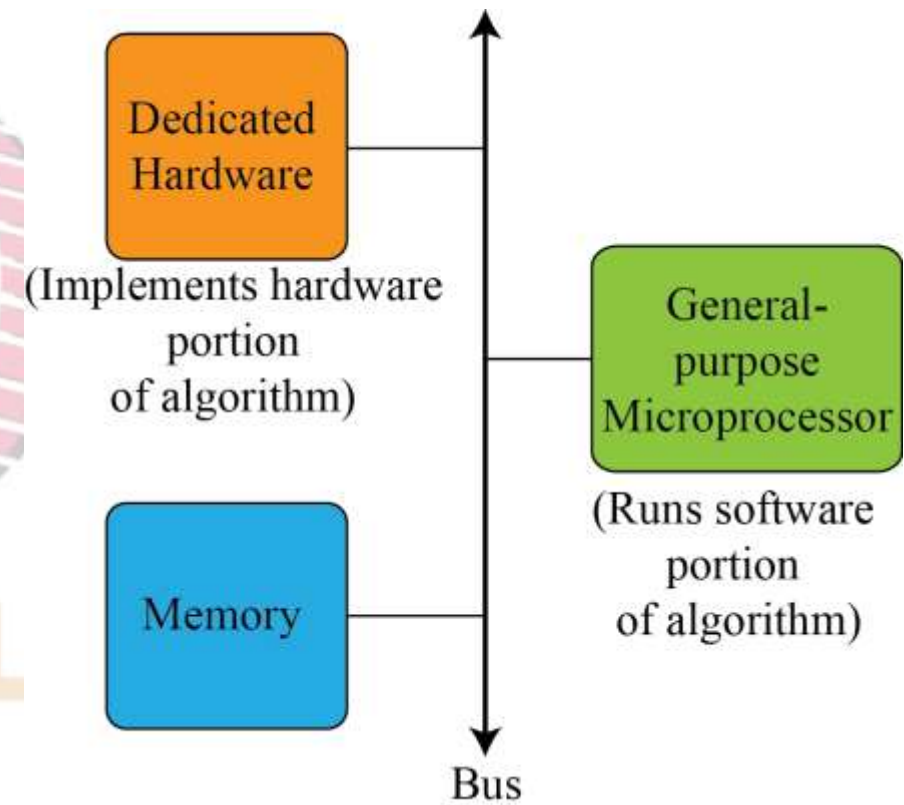 Dedicated
Hardware
(Implements hardware
portion
of algorithm)
General-
purpose
Microprocessor
(Runs software
portion
of algorithm)
Memory
Bus